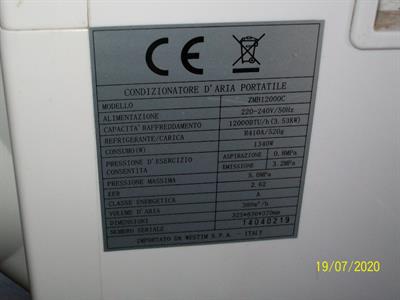 CE
CONDIZIONATORE D'ARIA PORTATILE
MODELLO ZMB12000C
ALIMENTAZIONE 220-240V/50Hz
CAPACITA' RAFFREDDAMENTO 12000BTU/h(3.53KW)
REFRIGERANTE/CARICA R410A/520g
CONSUMO(W) 1340W
PRESSIONE D'ESERCIZIO CONSENTITA ASPIRAZIONE 0.8MPa
EMISSIONE 3.2MPa
PRESSIONE MASSIMA 5.0MPa
EER 2.62
CLASSE ENERGETICA A
VOLUME D'ARIA 380m³/h
DIMENSIONI
NUMERO SERIALE 14040219
IMPORTATO DA WESTIM S.P.A. - ITALY
19/07/2020